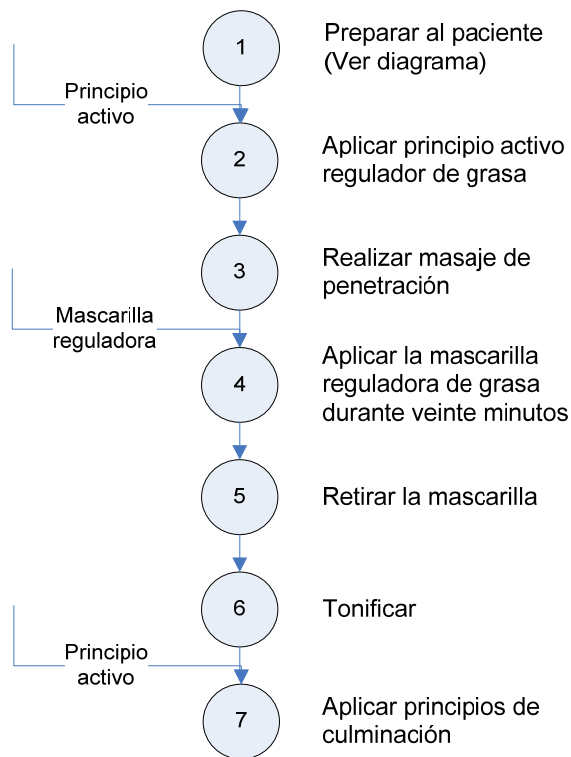 1
Preparar al paciente
(Ver diagrama)
Principio
activo
2
Aplicar principio activo
regulador de grasa
3
Realizar masaje de
penetración
Mascarilla
reguladora
4
Aplicar la mascarilla
reguladora de grasa
durante veinte minutos
5
Retirar la mascarilla
6
Tonificar
Principio
activo
7
Aplicar principios de
culminación